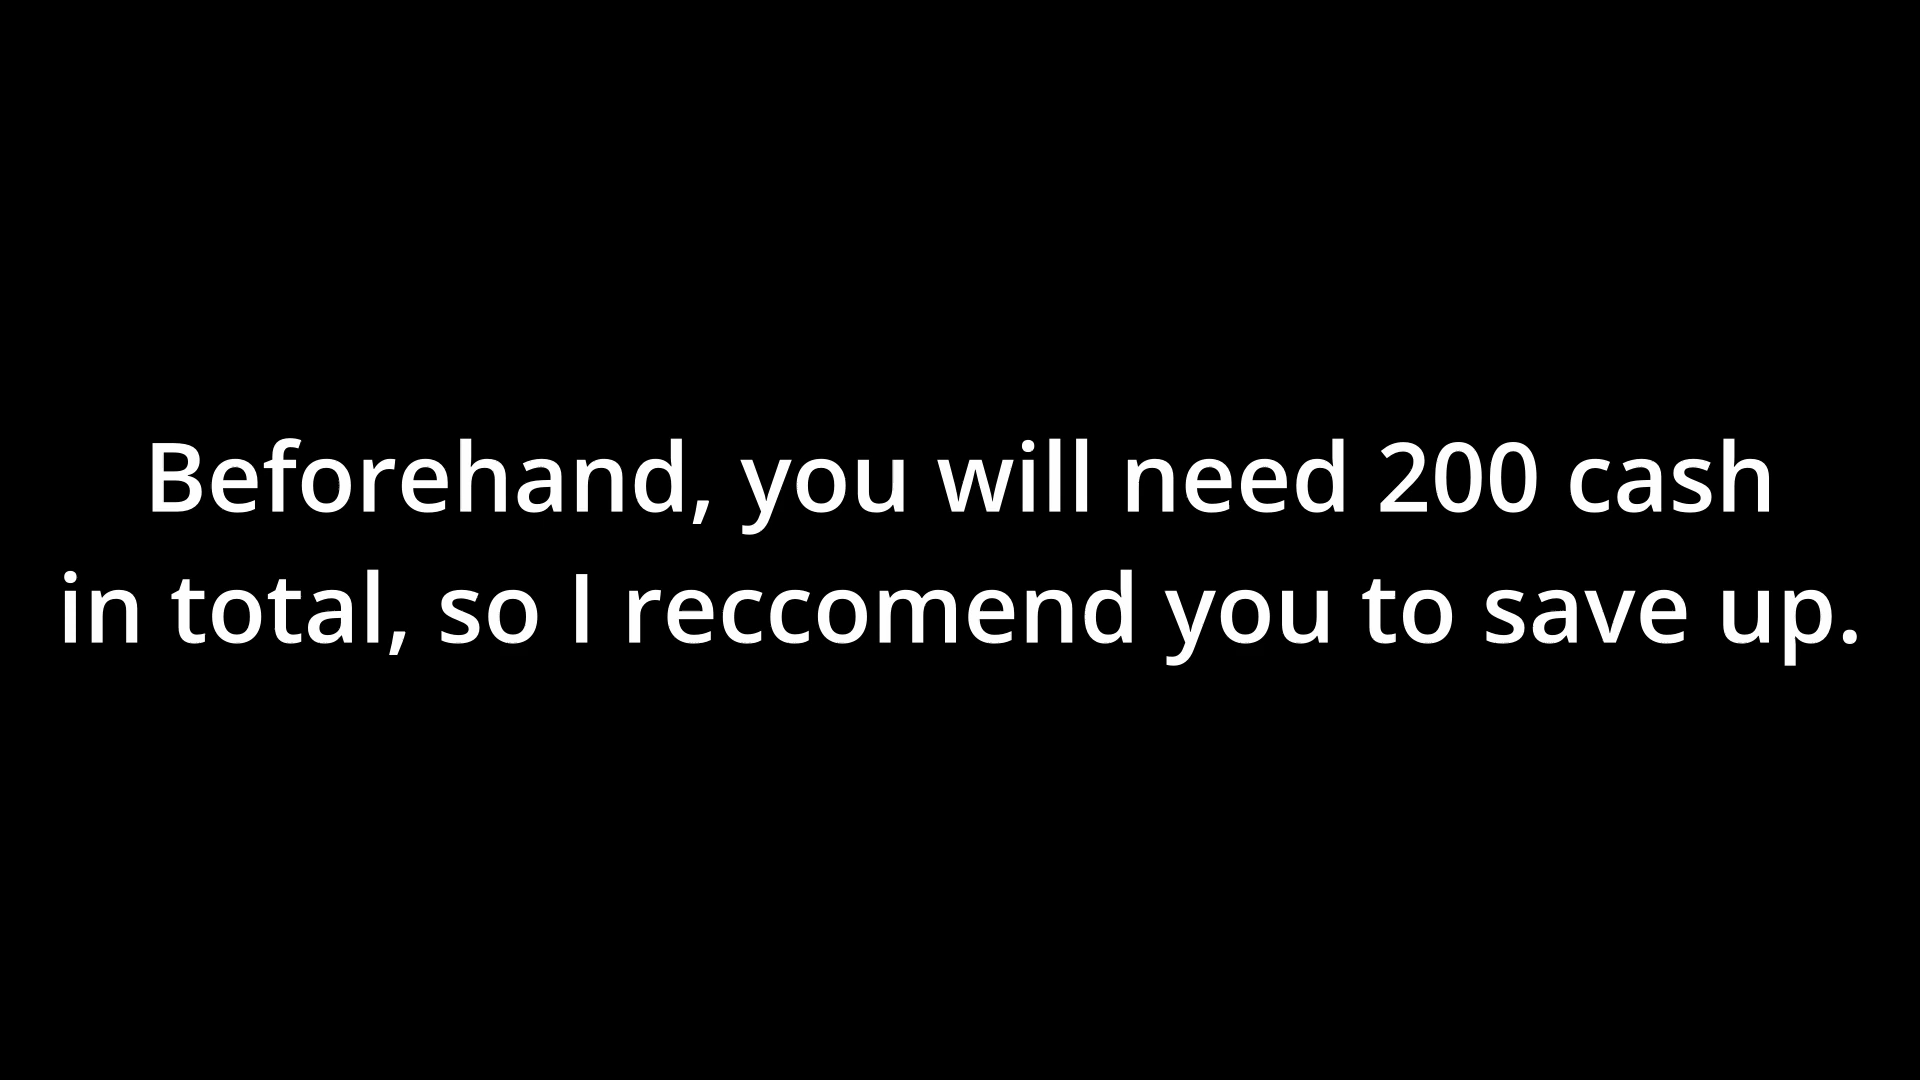 Beforehand, you will need 200 cash
in total, so I reccomend you to save up.